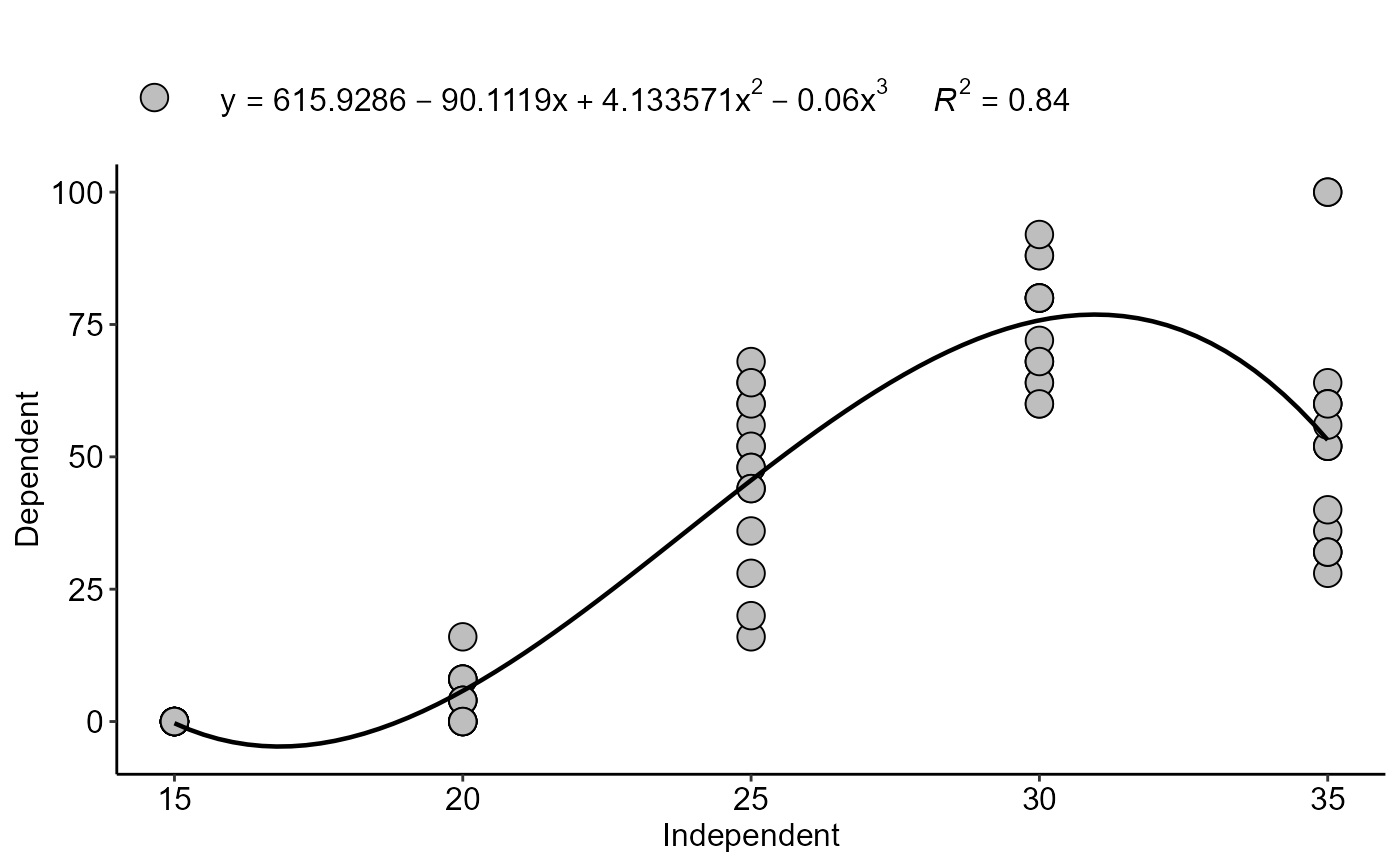 y = 615.9286 − 90.1119x + 4.133571x² − 0.06x³ R² = 0.84
100
75
50
25
0
Dependent
15 20 25 30 35
Independent